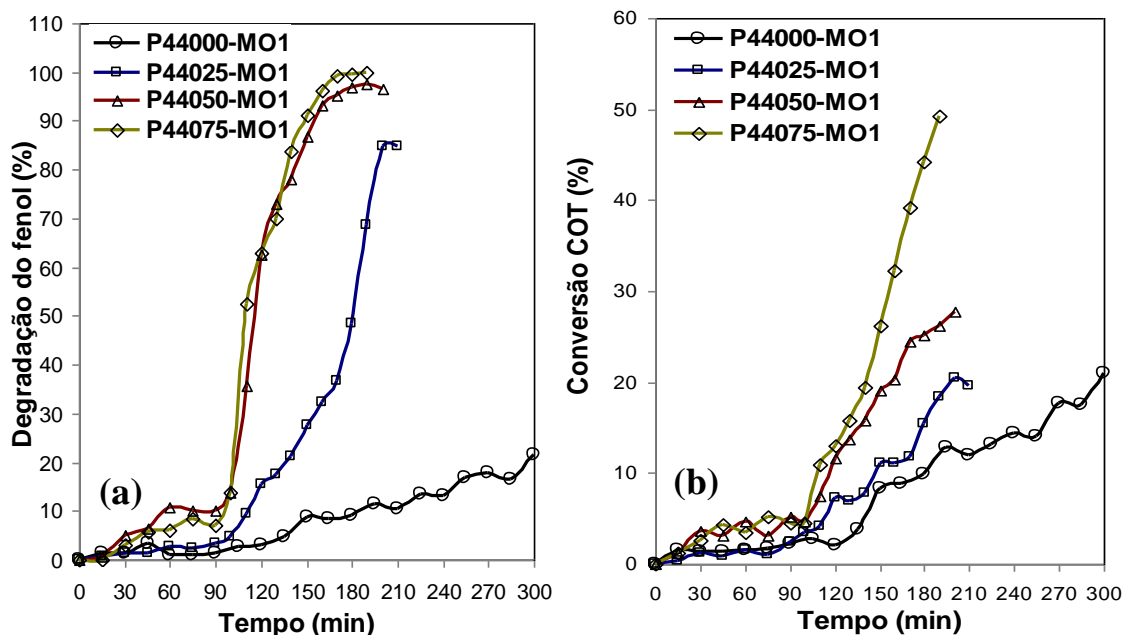 110
100
90
80
70
60
50
40
30
20
10
0
Degradação do fenol (%)
P44000-MO1
P44025-MO1
P44050-MO1
P44075-MO1
(a)
0 30 60 90 120 150 180 210 240 270 300
Tempo (min)
60
50
40
30
20
10
0
Conversão COT (%)
P44000-MO1
P44025-MO1
P44050-MO1
P44075-MO1
(b)
0 30 60 90 120 150 180 210 240 270 300
Tempo (min)